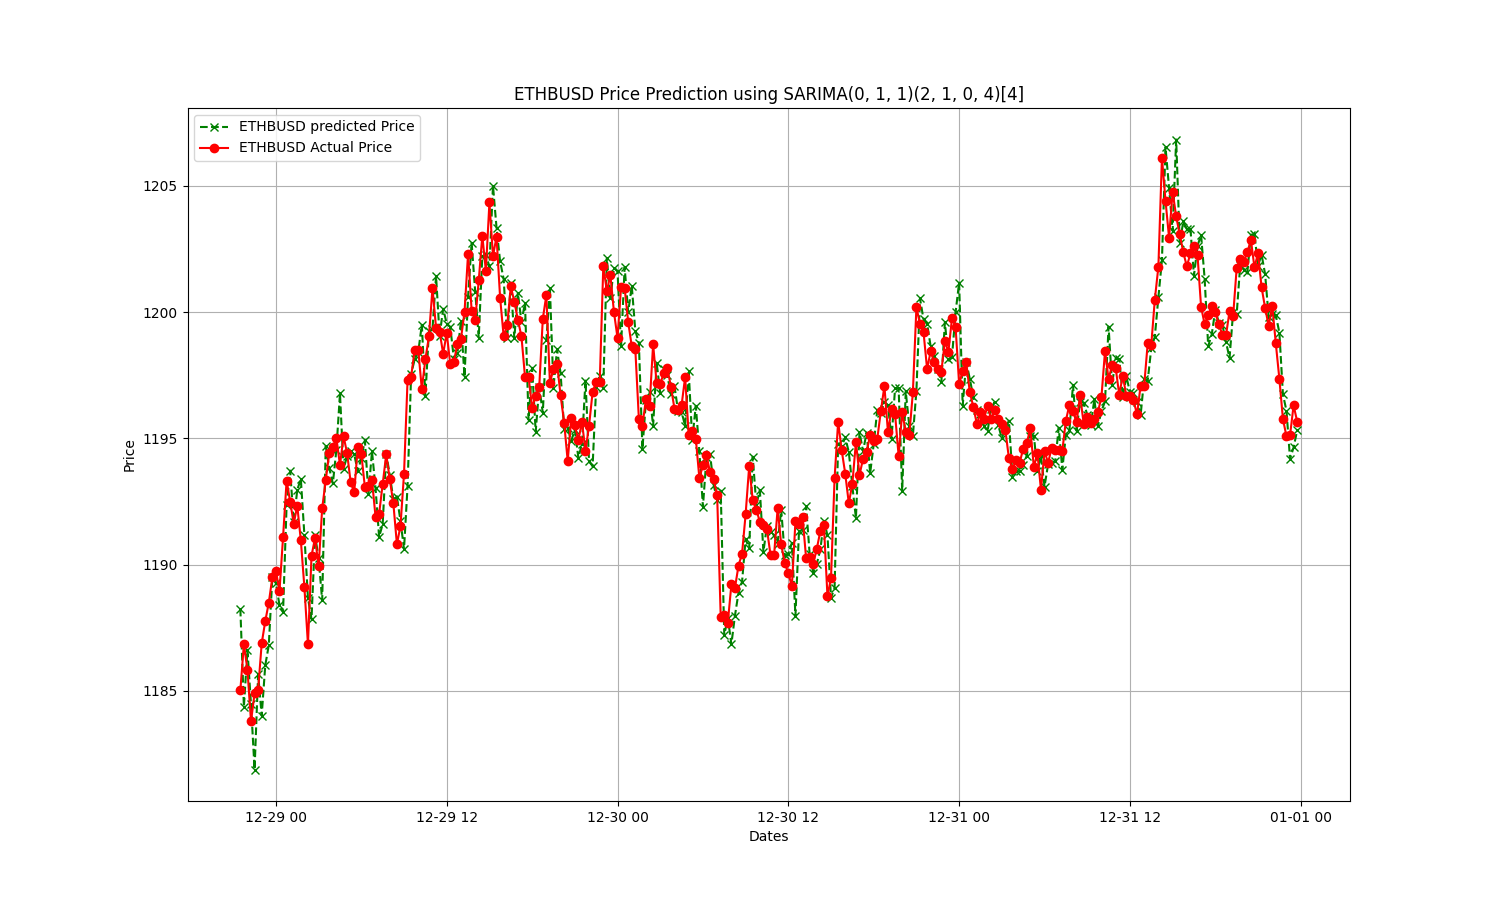 ETHBUSD Price Prediction using SARIMA(0, 1, 1)(2, 1, 0, 4)[4]
ETHBUSD predicted Price
ETHBUSD Actual Price
1205
1200
1195
1190
1185
Price
12-29 00
12-29 12
12-30 00
12-30 12
12-31 00
12-31 12
01-01 00
Dates